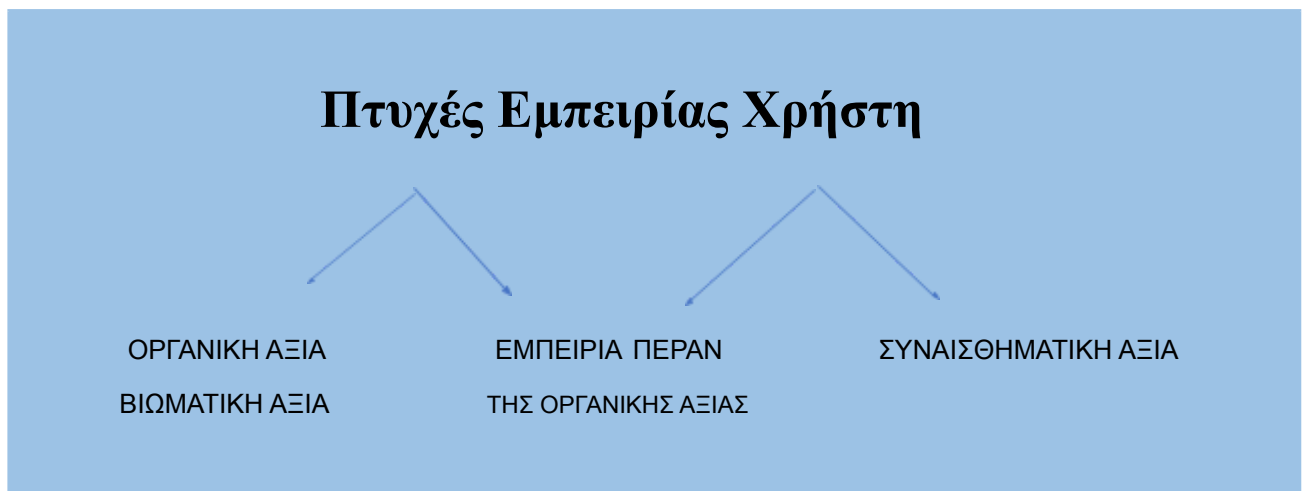 Πτυχές Εμπειρίας Χρήστη
ΟΡΓΑΝΙΚΗ ΑΞΙΑ
ΒΙΩΜΑΤΙΚΗ ΑΞΙΑ
ΕΜΠΕΙΡΙΑ ΠΕΡΑΝ
ΤΗΣ ΟΡΓΑΝΙΚΗΣ ΑΞΙΑΣ
ΣΥΝΑΙΣΘΗΜΑΤΙΚΗ ΑΞΙΑ